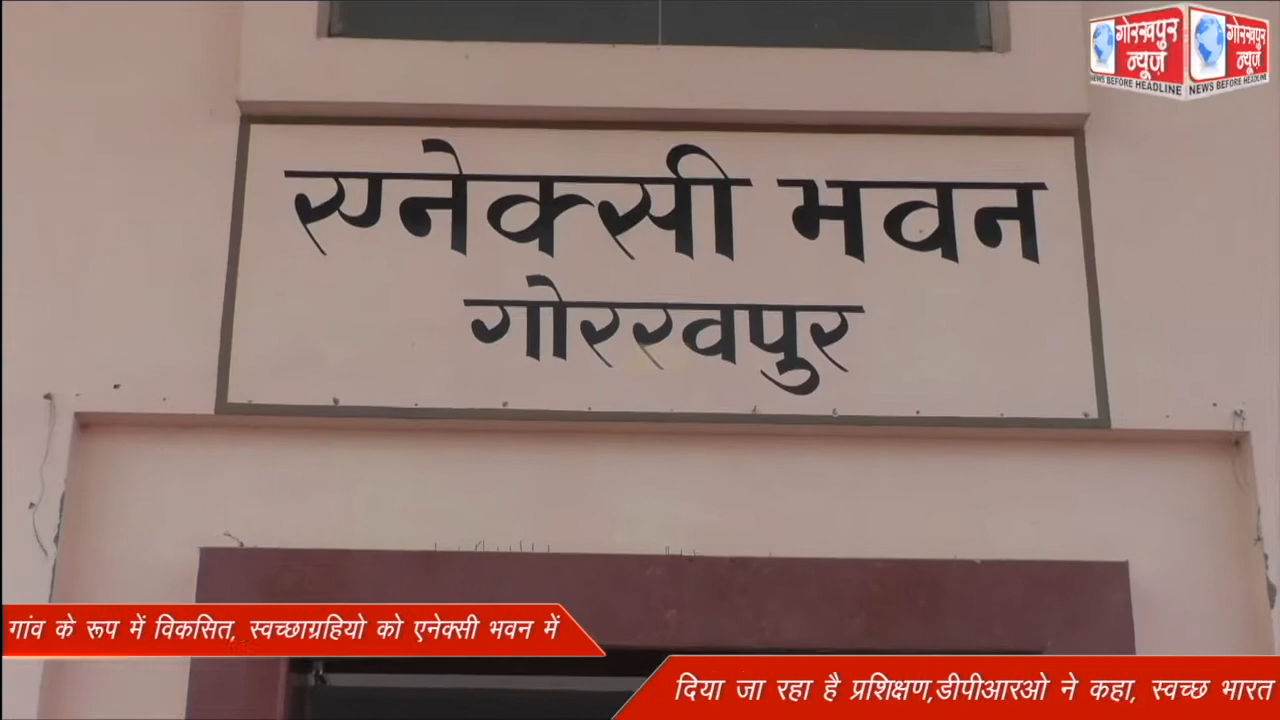 गोरखपुर
न्यूज़
NEWS BEFORE HEADLINE
गोरखपुर
न्यूज़
NEWS BEFORE HEADLINE
एनेक्सी भवन
गोरखपुर
गांव के रूप में विकसित, स्वच्छाग्रहियो को एनेक्सी भवन में
दिया जा रहा है प्रशिक्षण,डीपीआरओ ने कहा, स्वच्छ भारत